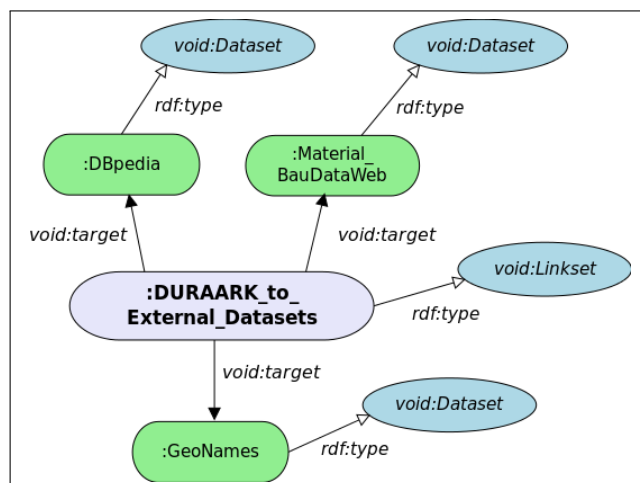 void:Dataset
void:Dataset
rdf:type
rdf:type
:DBpedia
:Material_
BauDataWeb
void:target
void:target
void:Linkset
:DURAARK_to_
External_Datasets
rdf:type
void:target
void:Dataset
:GeoNames
rdf:type